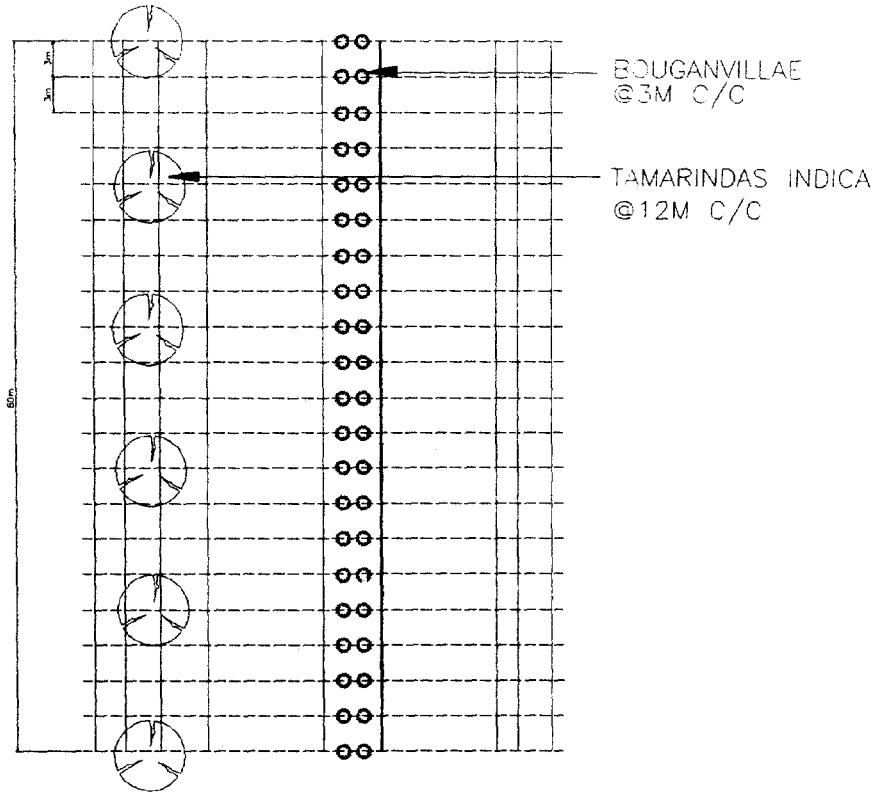 3m
3m
BOUGANVILLAE
@3M C/C
TAMARINDAS INDICA
@12M C/C
60m